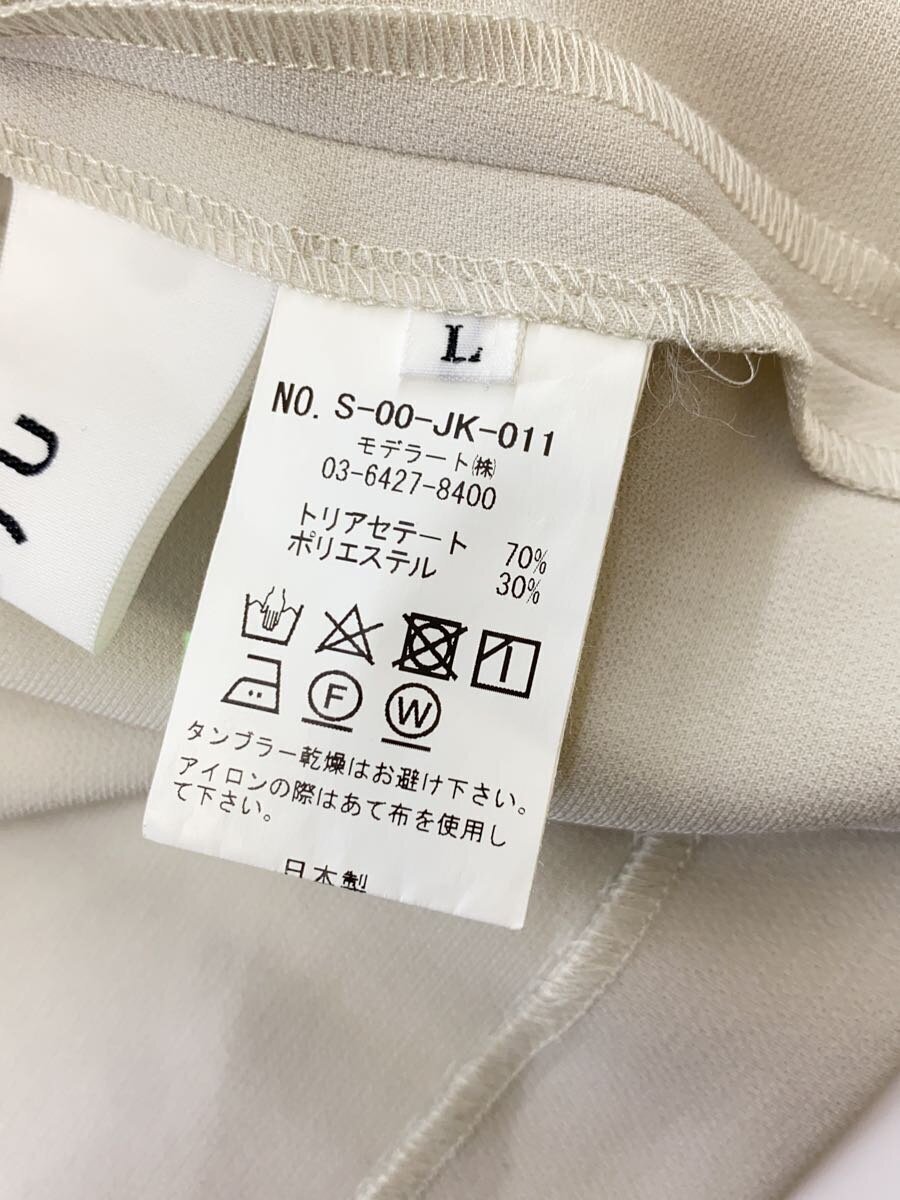 L
NO. S-00-JK-011
モデラート㈱
03-6427-8400
トリアセテート 70%
ポリエステル 30%
F W
タンブラー乾燥はお避け下さい。
アイロンの際はあて布を使用し
て下さい。
日本製